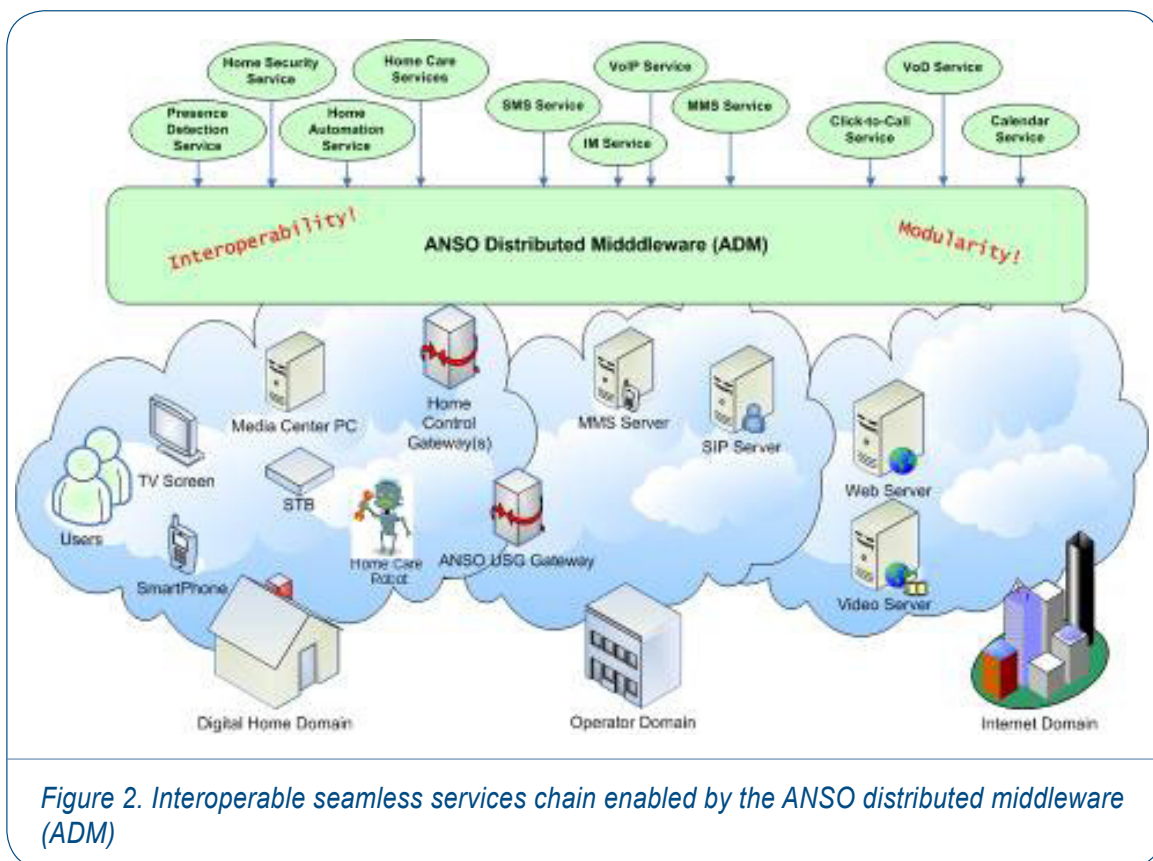 Home Security
Service
Home Care
Services
VoIP Service
VoD Service
Presence
Detection
Service
Home
Automation
Service
SMS Service
IM Service
MMS Service
Click-to-Call
Service
Calendar
Service
Interoperability!
ANSO Distributed Midddleware (ADM)
Modularity!
Users
TV Screen
SmartPhone
Media Center PC
STB
Home Care
Robot
Home
Control
Gateway(s)
ANSO USG Gateway
MMS Server
SIP Server
Web Server
Video Server
Digital Home Domain
Operator Domain
Internet Domain
Figure 2. Interoperable seamless services chain enabled by the ANSO distributed middleware
(ADM)